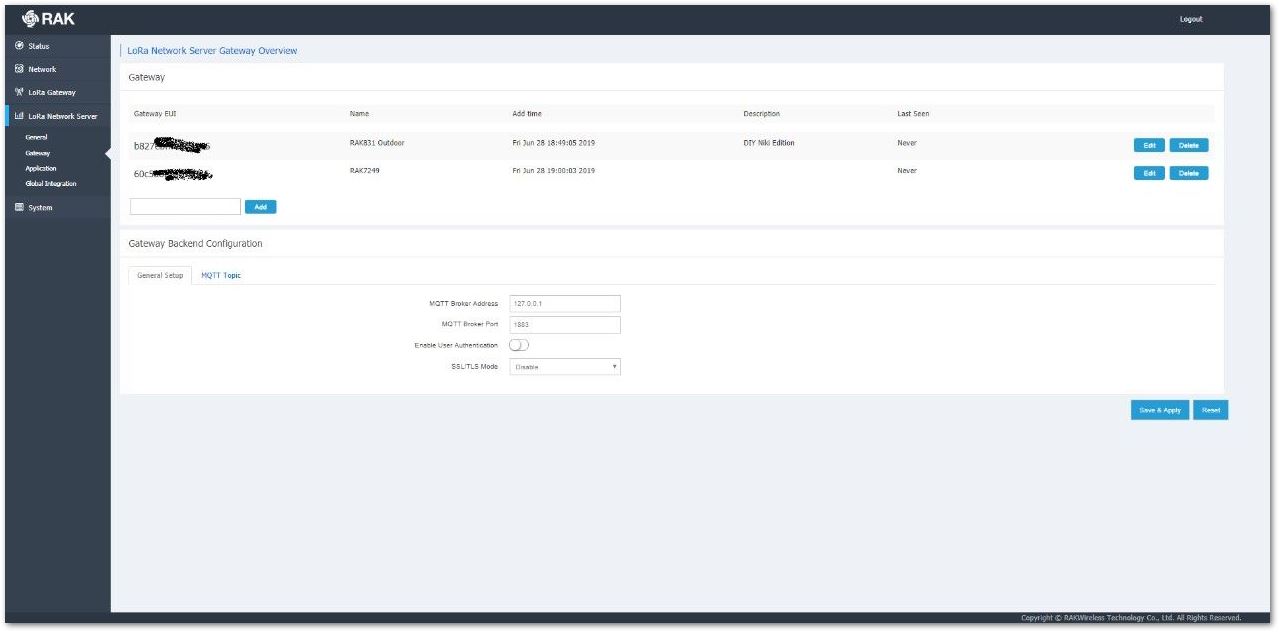 RAK
Logout
Status
Network
LoRa Gateway
LoRa Network Server
General
Gateway
Application
Global Integration
System
LoRa Network Server Gateway Overview
Gateway
Gateway EUI Name Add time Description Last Seen
RAK831 Outdoor Fri Jun 28 18:49:05 2019 DIY Niki Edition Never Edit Delete
RAK7249 Fri Jun 28 19:00:03 2019 Never Edit Delete
Add
Gateway Backend Configuration
General Setup MQTT Topic
MQTT Broker Address 127.0.0.1
MQTT Broker Port 1883
Enable User Authentication
SSL/TLS Mode Disable
Save & Apply Reset
Copyright © RAKWireless Technology Co., Ltd. All Rights Reserved.